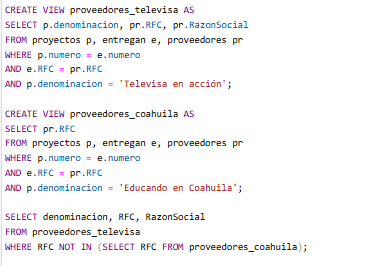 CREATE VIEW proveedores_televisa AS
SELECT p.denominacion, pr.RFC, pr.RazonSocial
FROM proyectos p, entregan e, proveedores pr
WHERE p.numero = e.numero
AND e.RFC = pr.RFC
AND p.denominacion = 'Televisa en acción';

CREATE VIEW proveedores_coahuila AS
SELECT pr.RFC
FROM proyectos p, entregan e, proveedores pr
WHERE p.numero = e.numero
AND e.RFC = pr.RFC
AND p.denominacion = 'Educando en Coahuila';

SELECT denominacion, RFC, RazonSocial
FROM proveedores_televisa
WHERE RFC NOT IN (SELECT RFC FROM proveedores_coahuila);